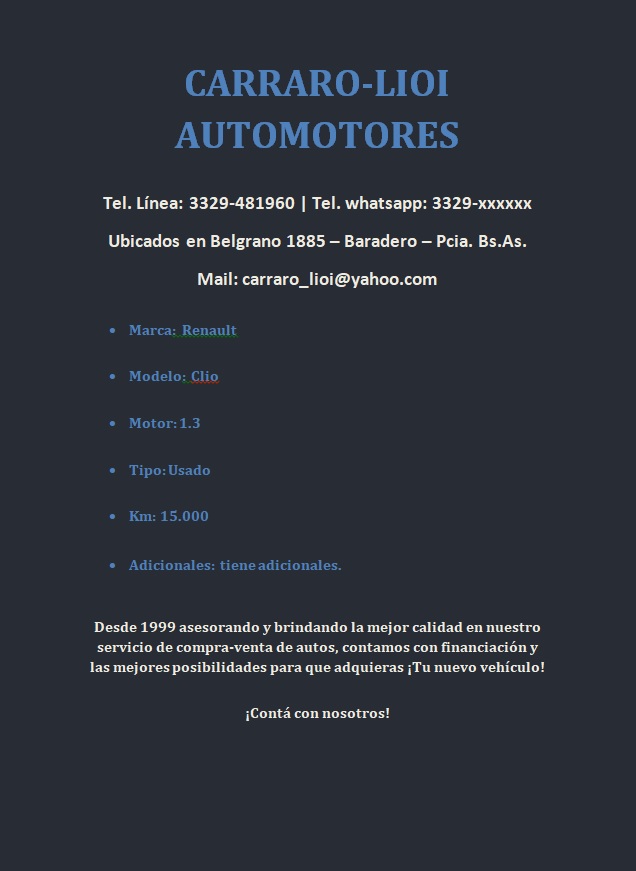 CARRARO-LIOI
AUTOMOTORES
Tel. Línea: 3329-481960 | Tel. whatsapp: 3329-xxxxxx
Ubicados en Belgrano 1885 – Baradero – Pcia. Bs.As.
Mail: carraro_lioi@yahoo.com
• Marca: Renault
• Modelo: Clio
• Motor: 1.3
• Tipo: Usado
• Km: 15.000
• Adicionales: tiene adicionales.
Desde 1999 asesorando y brindando la mejor calidad en nuestro
servicio de compra-venta de autos, contamos con financiación y
las mejores posibilidades para que adquieras ¡Tu nuevo vehículo!
¡Contá con nosotros!